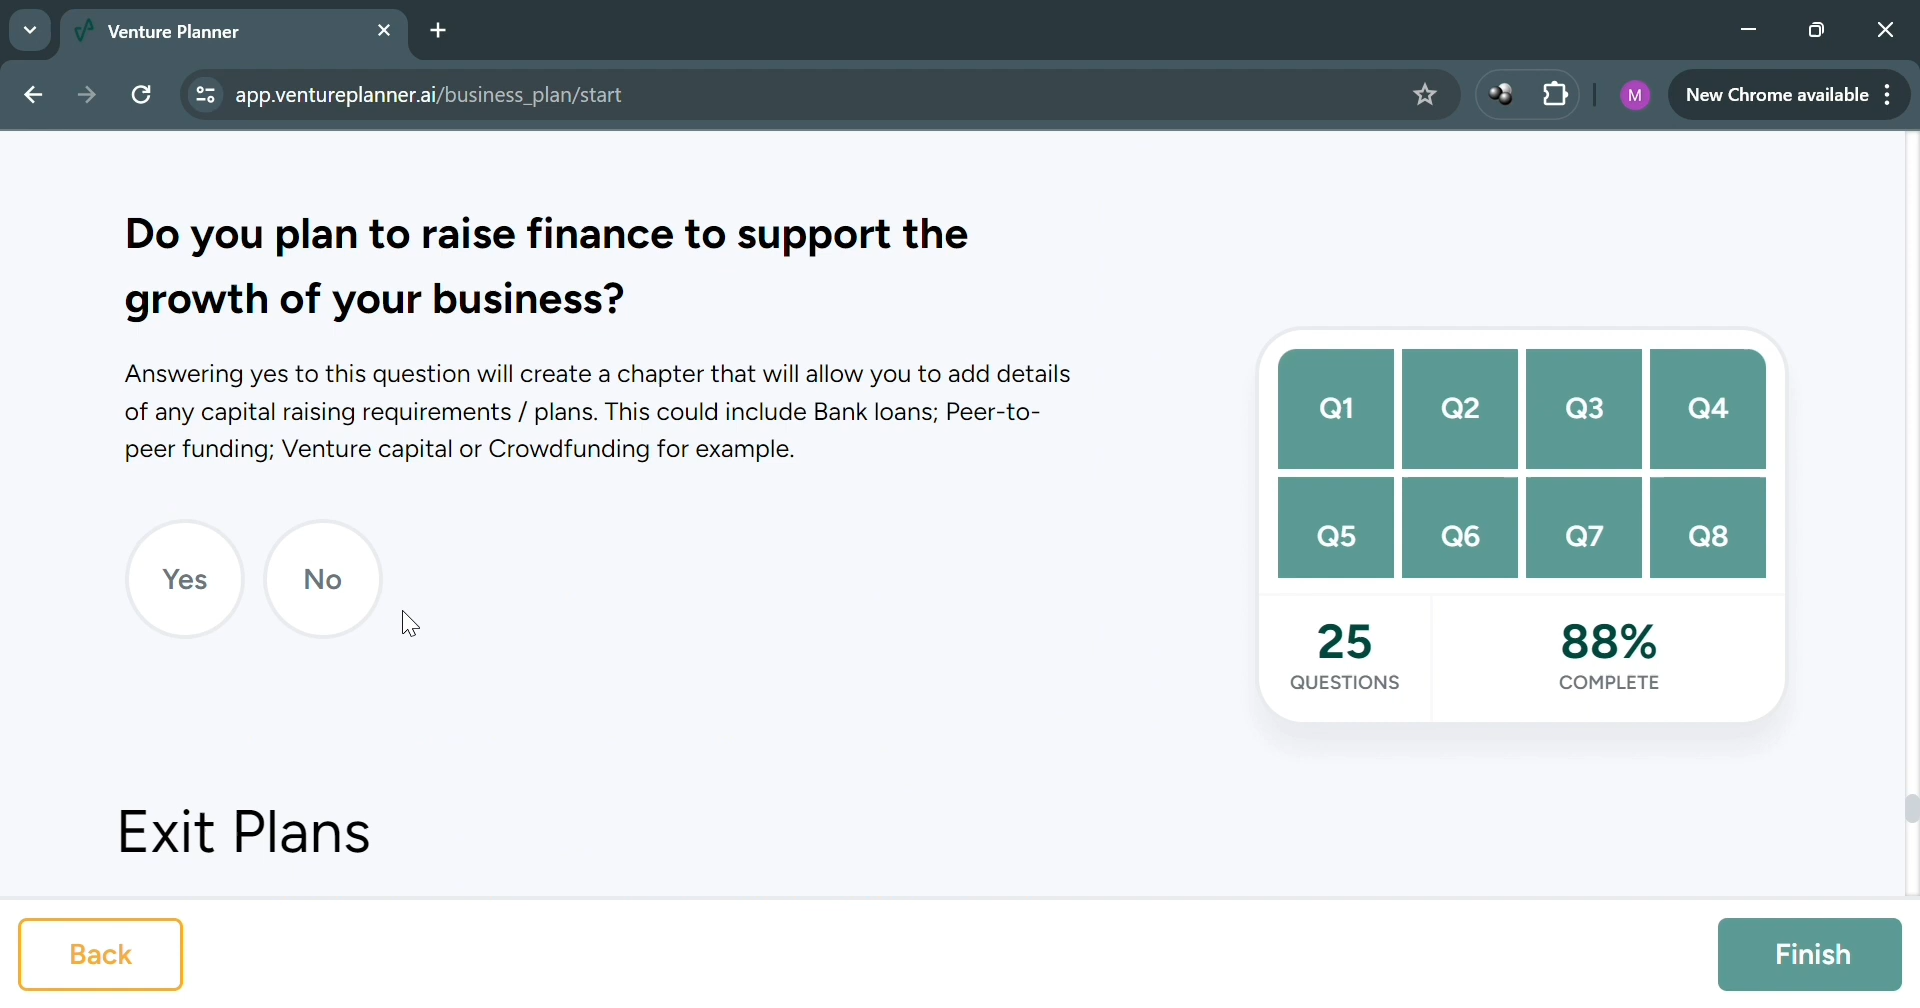 Venture Planner
app.ventureplanner.ai/business_plan/start
M
New Chrome available
Do you plan to raise finance to support the
growth of your business?
Answering yes to this question will create a chapter that will allow you to add details
of any capital raising requirements / plans. This could include Bank loans; Peer-to-
peer funding; Venture capital or Crowdfunding for example.
Yes
No
Q1 Q2 Q3 Q4
Q5 Q6 Q7 Q8
25
QUESTIONS
88%
COMPLETE
Exit Plans
Back
Finish